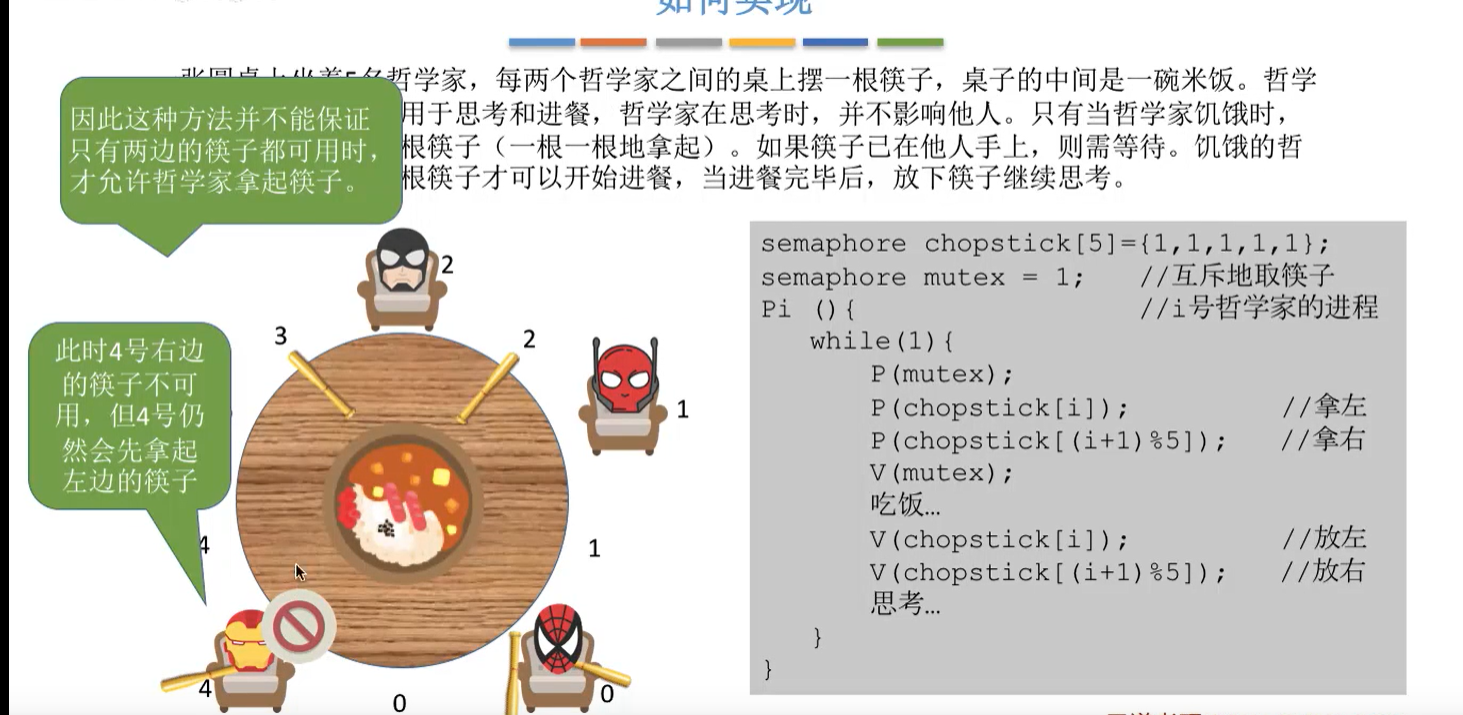 如何实现
张圆桌上坐着5名哲学家，每两个哲学家之间的桌上摆一根筷子，桌子的中间是一碗米饭。哲学
用于思考和进餐，哲学家在思考时，并不影响他人。只有当哲学家饥饿时，
根筷子（一根一根地拿起）。如果筷子已在他人手上，则需等待。饥饿的哲
根筷子才可以开始进餐，当进餐完毕后，放下筷子继续思考。
因此这种方法并不能保证
只有两边的筷子都可用时，
才允许哲学家拿起筷子。
此时4号右边
的筷子不可
用，但4号仍
然会先拿起
左边的筷子
2
3
2
1
4
1
4
0
0
semaphore chopstick[5]={1,1,1,1,1};
semaphore mutex = 1; //互斥地取筷子
Pi (){ //i号哲学家的进程
while(1){
P(mutex);
P(chopstick[i]); //拿左
P(chopstick[(i+1)%5]); //拿右
V(mutex);
吃饭…
V(chopstick[i]); //放左
V(chopstick[(i+1)%5]); //放右
思考…
}
}